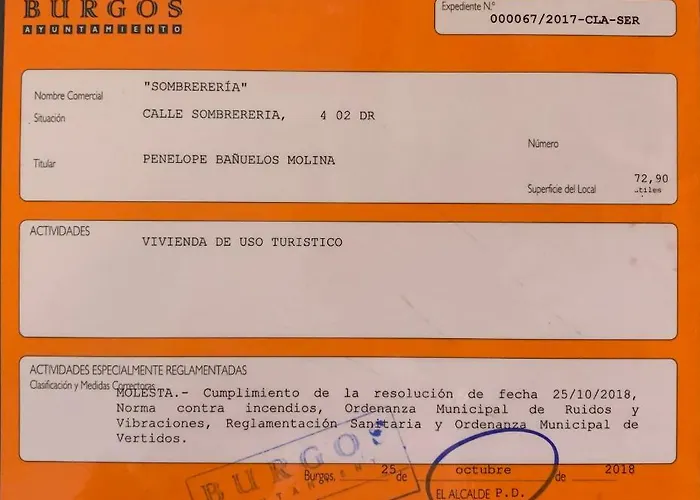 BURGOS
AYUNTAMIENTO
Expediente N.º
000067/2017-CLA-SER
Nombre Comercial "SOMBRERERÍA"
Situación CALLE SOMBRERERIA, 4 02 DR
Número
Titular PENELOPE BAÑUELOS MOLINA
72,90
Superficie del Local utiles
ACTIVIDADES
VIVIENDA DE USO TURISTICO
ACTIVIDADES ESPECIALMENTE REGLAMENTADAS
Clasificación y Medidas Correctoras
MOLESTA.- Cumplimiento de la resolución de fecha 25/10/2018,
Norma contra incendios, Ordenanza Municipal de Ruidos y
Vibraciones, Reglamentación Sanitaria y Ordenanza Municipal de
Vertidos.
BURGOS
Burgos, 25 de octubre de 2018
EL ALCALDE P.D.